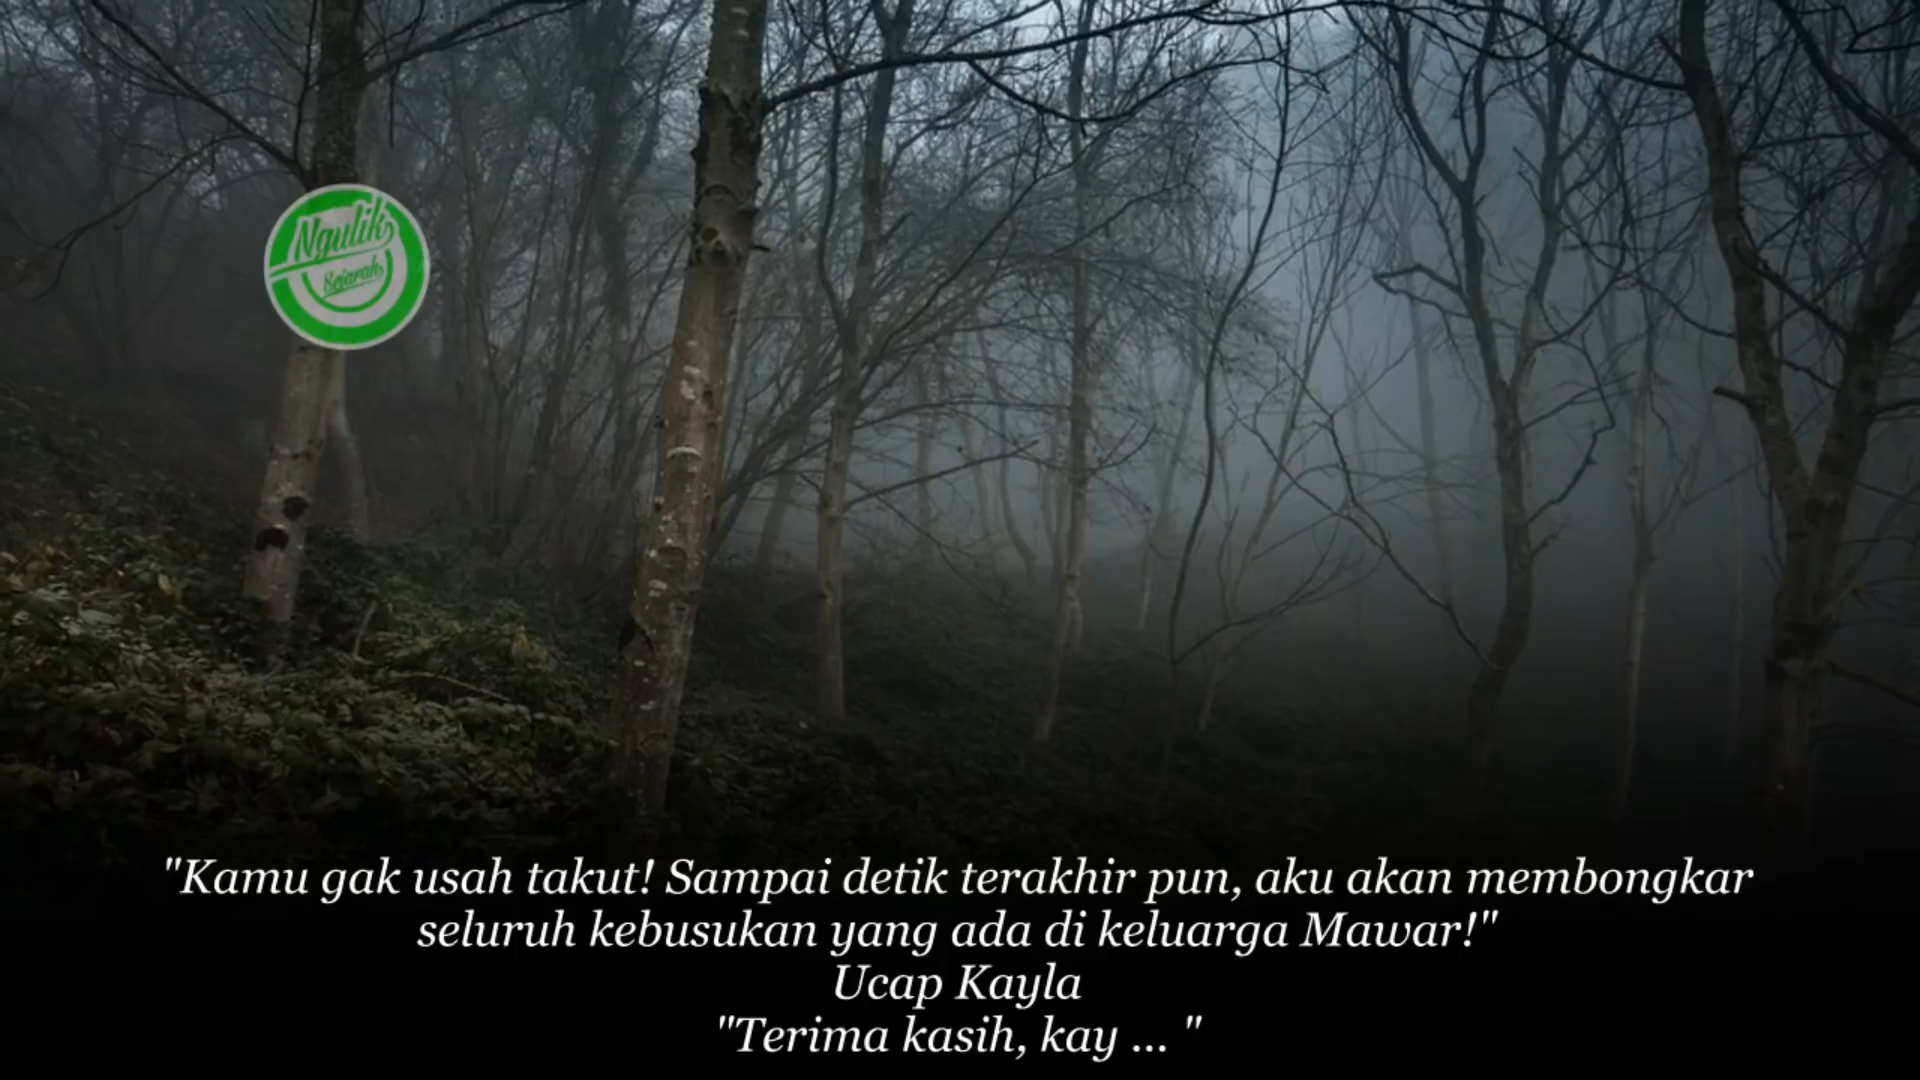 Ngulik
Sejarah
"Kamu gak usah takut! Sampai detik terakhir pun, aku akan membongkar
seluruh kebusukan yang ada di keluarga Mawar!"
Ucap Kayla
"Terima kasih, kay ... "